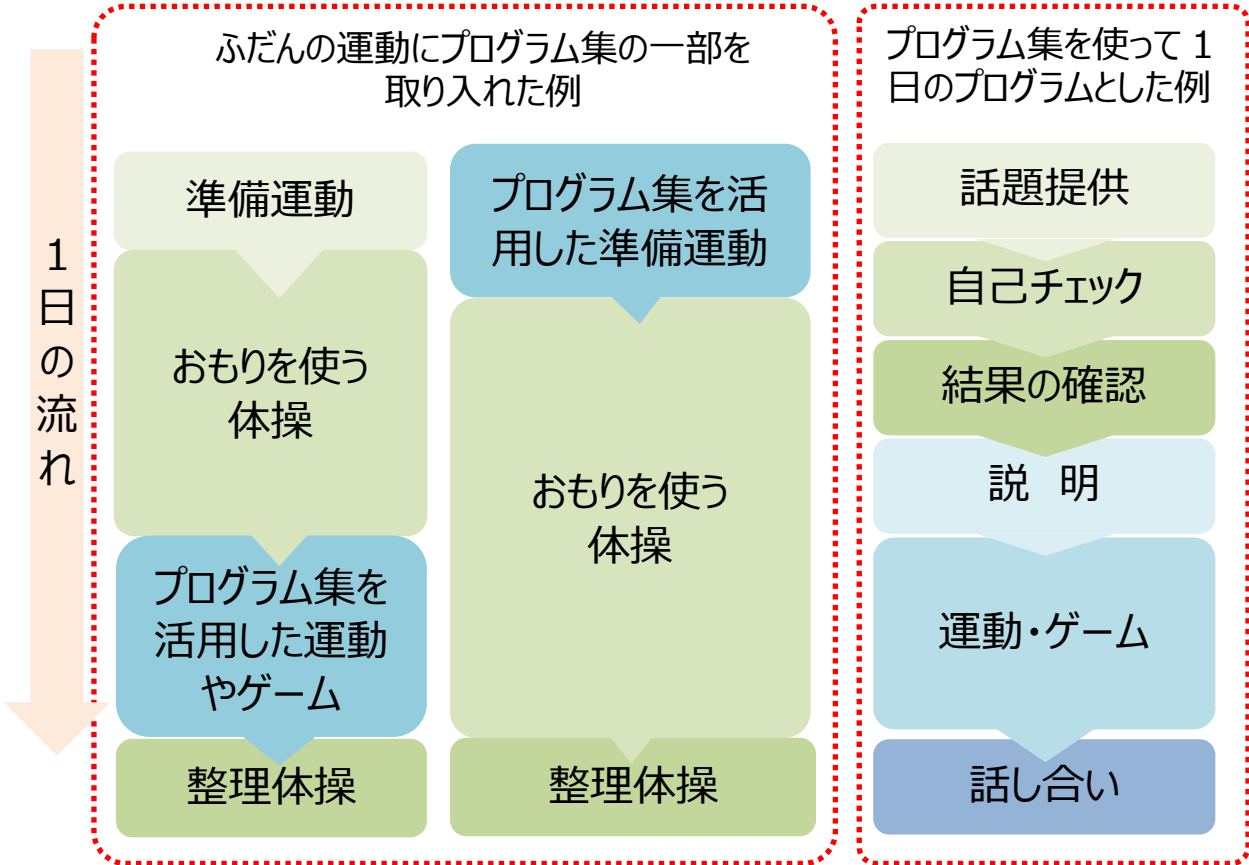 1日の流れ
ふだんの運動にプログラム集の一部を
取り入れた例
準備運動
おもりを使う
体操
プログラム集を
活用した運動
やゲーム
整理体操
プログラム集を活
用した準備運動
おもりを使う
体操
整理体操
プログラム集を使って1
日のプログラムとした例
話題提供
自己チェック
結果の確認
説　明
運動・ゲーム
話し合い